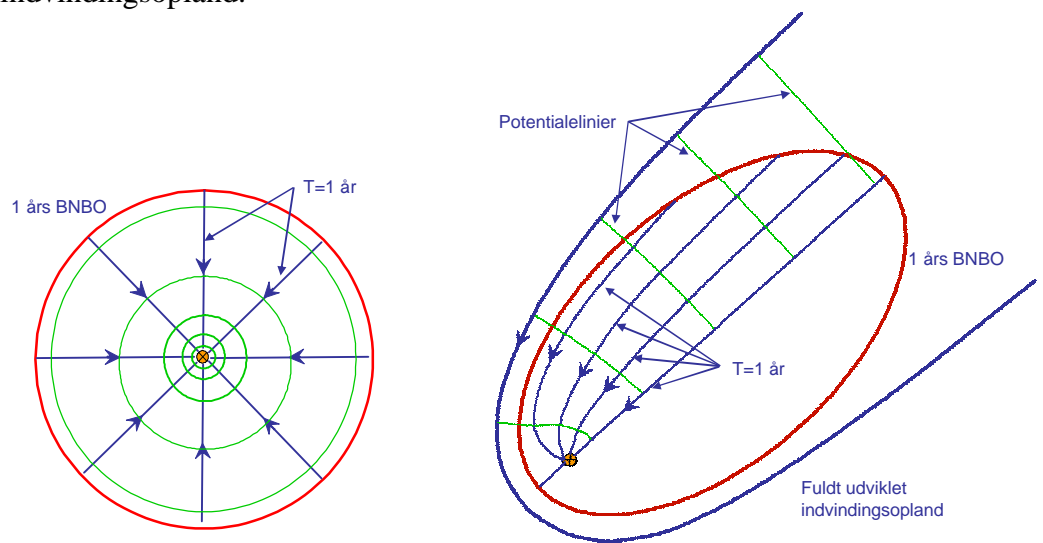 indvindingsopland.
1 års BNBO
T=1 år
Potentialelinier
1 års BNBO
T=1 år
Fuldt udviklet
indvindingsopland